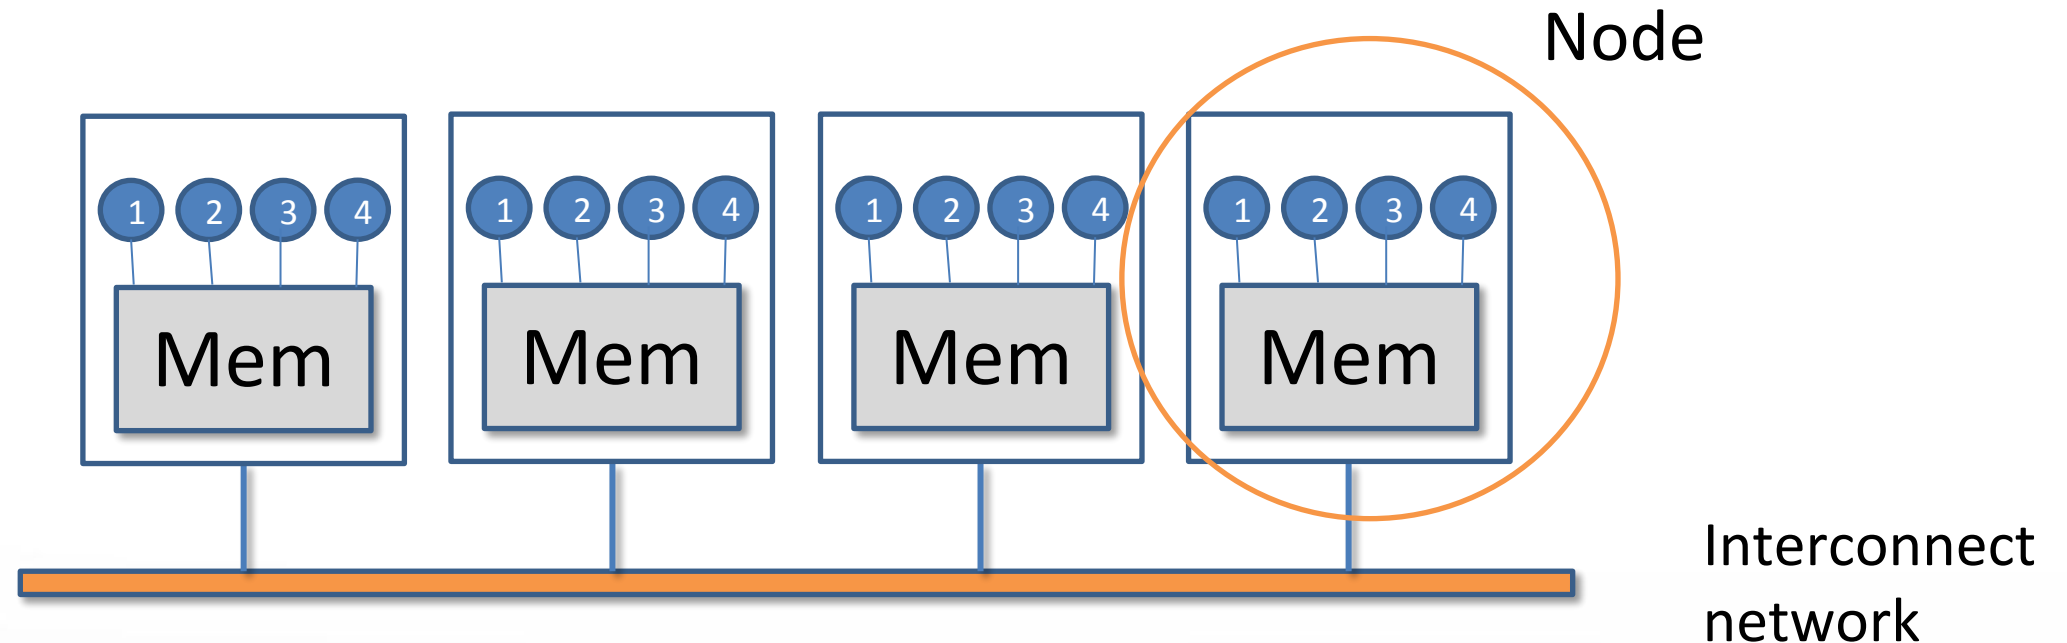 Node
1 2 3 4 1 2 3 4 1 2 3 4 1 2 3 4
Mem Mem Mem Mem
Interconnect
network